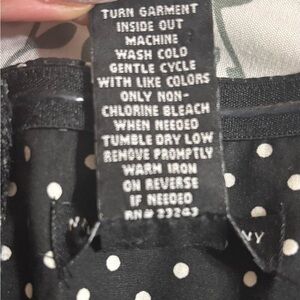 TURN GARMENT
INSIDE OUT
MACHINE
WASH COLD
GENTLE CYCLE
WITH LIKE COLORS
ONLY NON-
CHLORINE BLEACH
WHEN NEEDED
TUMBLE DRY LOW
REMOVE PROMPTLY
WARM IRON
ON REVERSE
IF NEEDED
RN# 23243
NY